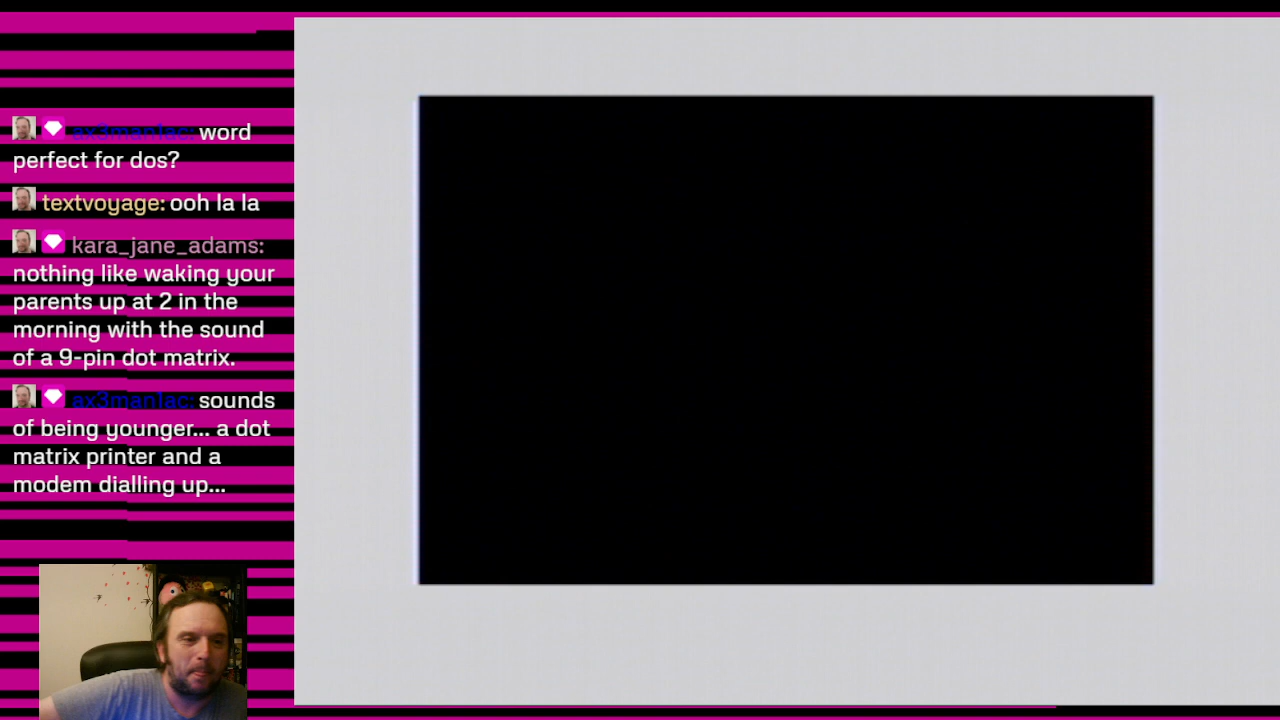 ax3man1ac: word
perfect for dos?
textvoyage: ooh la la
kara_jane_adams:
nothing like waking your
parents up at 2 in the
morning with the sound
of a 9-pin dot matrix.
ax3man1ac: sounds
of being younger... a dot
matrix printer and a
modem dialling up...